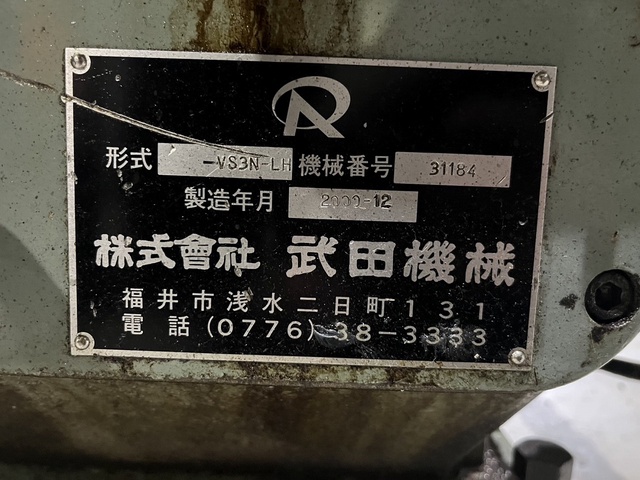 形式 -VS3N-LH 機械番号 31184
製造年月 2000-12
株式會社 武田機械
福井市浅水二日町131
電話(0776)38-3333